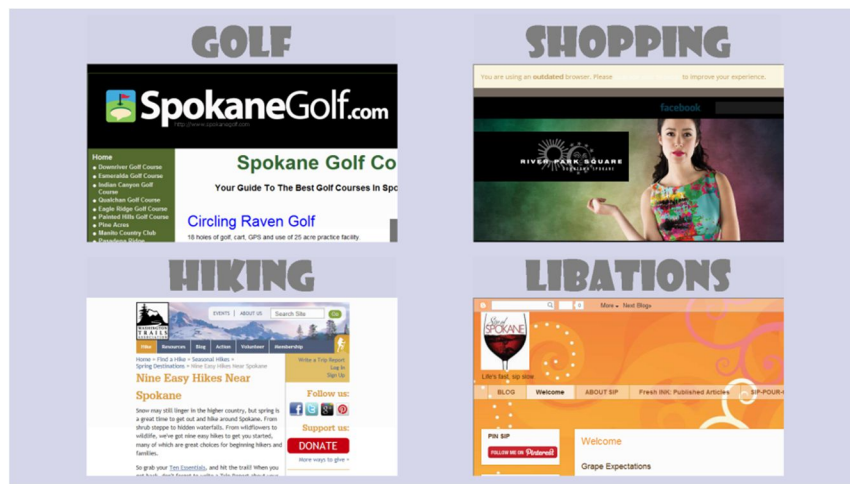 GOLF
SpokaneGolf.com
http://www.spokanegolf.com
Home
Downriver Golf Course
Esmeralda Golf Course
Indian Canyon Golf
Course
Qualchan Golf Course
Eagle Ridge Golf Course
Painted Hills Golf Course
Pine Acres
Manito Country Club
Spokane Golf Co
Your Guide To The Best Golf Courses In Spo
Circling Raven Golf
18 holes of golf, cart, GPS and use of 25 acre practice facility
SHOPPING
You are using an outdated browser. Please
to improve your experience.
facebook
RIVER PARK SQUARE
DOWNTOWN SPOKANE
HIKING
WASHINGTON
TRAILS
EVENTS | ABOUT US
Search Site
Go
Hike
Resources
Blog
Action
Volunteer
Membership
Home » Find a Hike » Seasonal Hikes »
Spring Destinations » Nine Easy Hikes Near Spokane
Nine Easy Hikes Near
Spokane
Snow may still linger in the higher country, but spring is
a great time to get out and hike around Spokane. From
shrub steppe to hidden waterfalls. From wildflowers to
wildlife, we've got nine easy hikes to get you started,
many of which are great choices for beginning hikers and
families.
So grab your Ten Essentials, and hit the trail! When you
Write a Trip Report
Log in
Sign Up
Follow us:
Support us:
DONATE
More ways to give »
LIBATIONS
More
Next Blog»
SPOKANE
Life's fast, sip slow.
BLOG
Welcome
ABOUT SIP
Fresh INK: Published Articles
SIP-POUR-
PIN SIP
FOLLOW ME ON Pinterest
Welcome
Grape Expectations